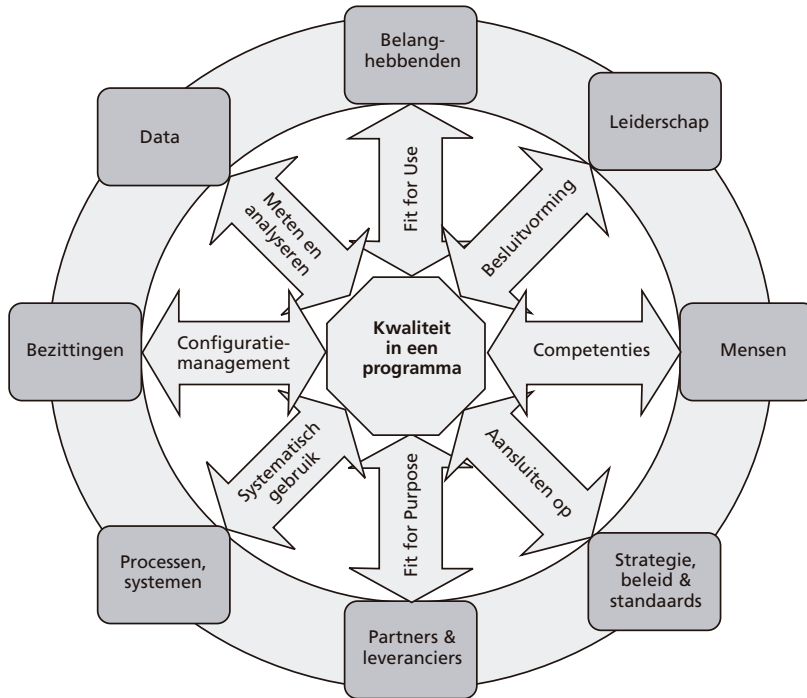 Belang-
hebbenden
Leiderschap
Data
Fit for Use
Meten en
analyseren
Besluitvorming
Bezittingen
Configuratie-
management
Kwaliteit
in een
programma
Competenties
Mensen
Systematisch
gebruik
Fit for Purpose
Aansluiten op
Processen,
systemen
Strategie,
beleid &
standaards
Partners &
leveranciers